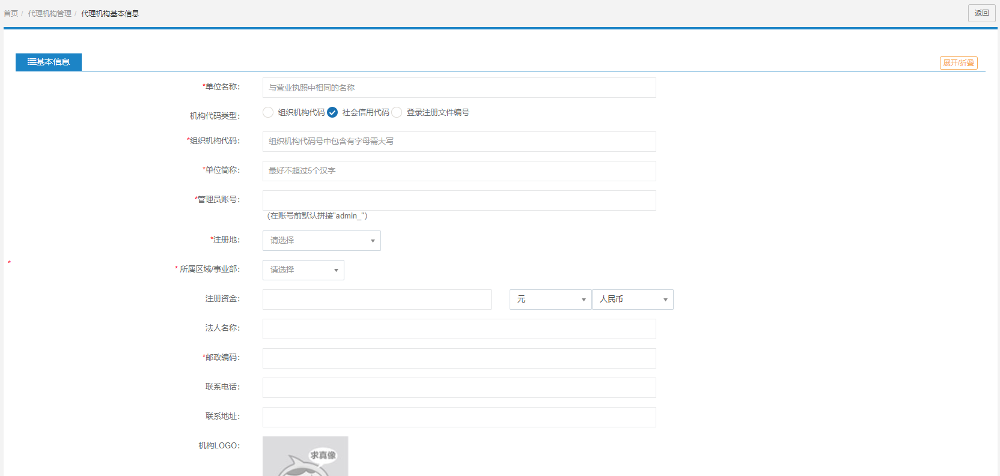 首页 / 代理机构管理 / 代理机构基本信息
返回
基本信息
展开/折叠
*单位名称：
与营业执照中相同的名称
机构代码类型：
组织机构代码 社会信用代码 登录注册文件编号
*组织机构代码：
组织机构代码号中包含有字母需大写
*单位简称：
最好不超过5个汉字
*管理员账号：
（在账号前默认拼接"admin_"）
*注册地：
请选择
*
* 所属区域/事业部：
请选择
注册资金：
元
人民币
法人名称：
*邮政编码：
联系电话：
联系地址：
机构LOGO：
求真像